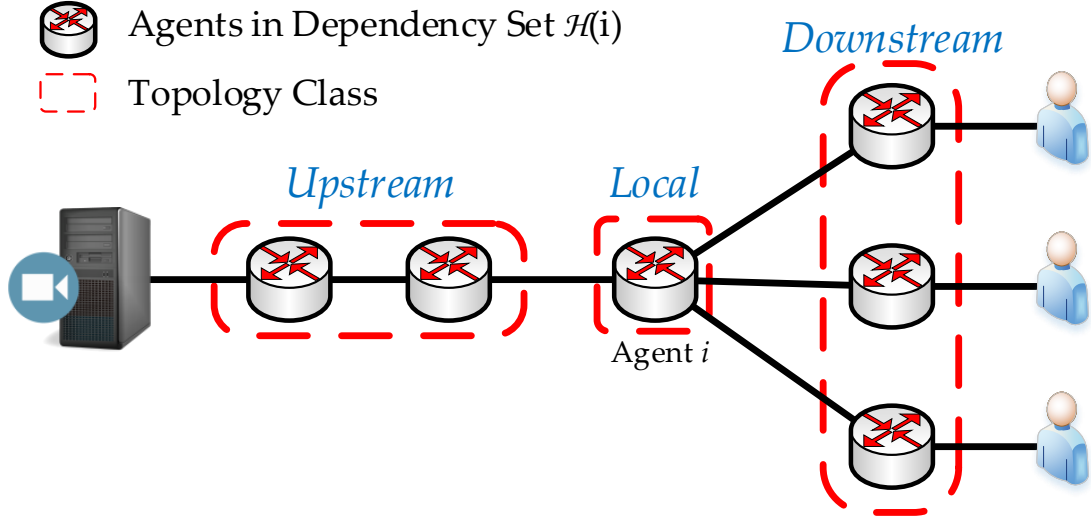 Agents in Dependency Set ℋ(i)
Topology Class
Upstream
Local
Downstream
Agent i